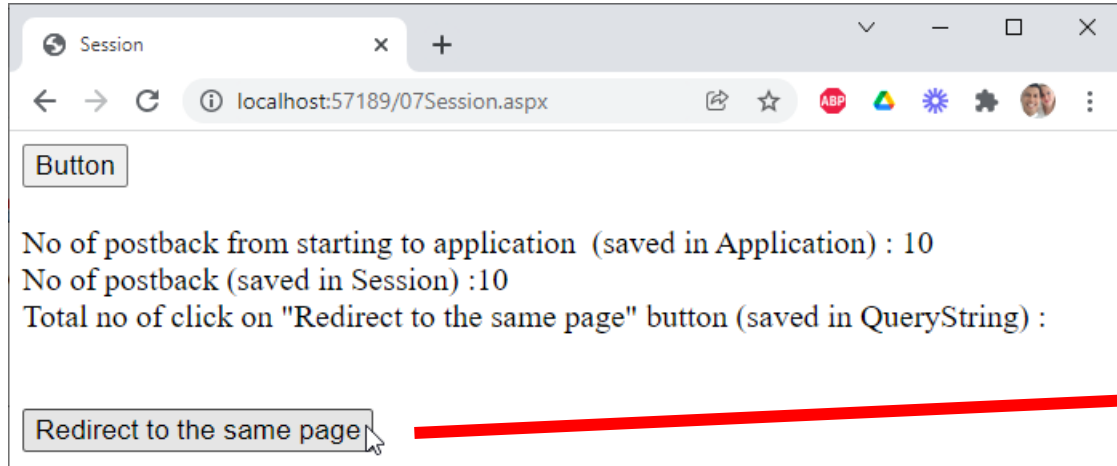 Session
localhost:57189/07Session.aspx
ABP
Button
No of postback from starting to application  (saved in Application) : 10
No of postback (saved in Session) :10
Total no of click on "Redirect to the same page" button (saved in QueryString) :
Redirect to the same page